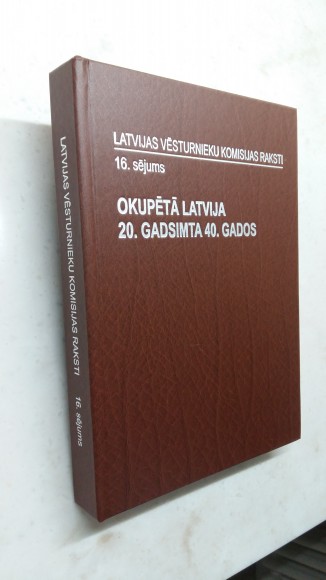 LATVIJAS VĒSTURNIEKU KOMISIJAS RAKSTI
16. sējums
OKUPĒTĀ LATVIJA
20. GADSIMTA 40. GADOS
LATVIJAS VĒSTURNIEKU KOMISIJAS RAKSTI 16. sējums